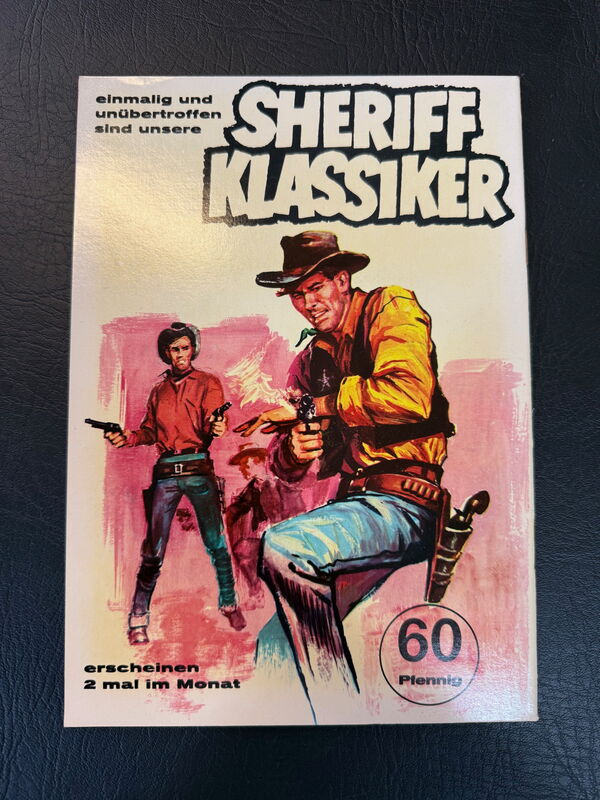 einmalig und
unübertroffen
sind unsere
SHERIFF
KLASSIKER
erscheinen
2 mal im Monat
60
Pfennig